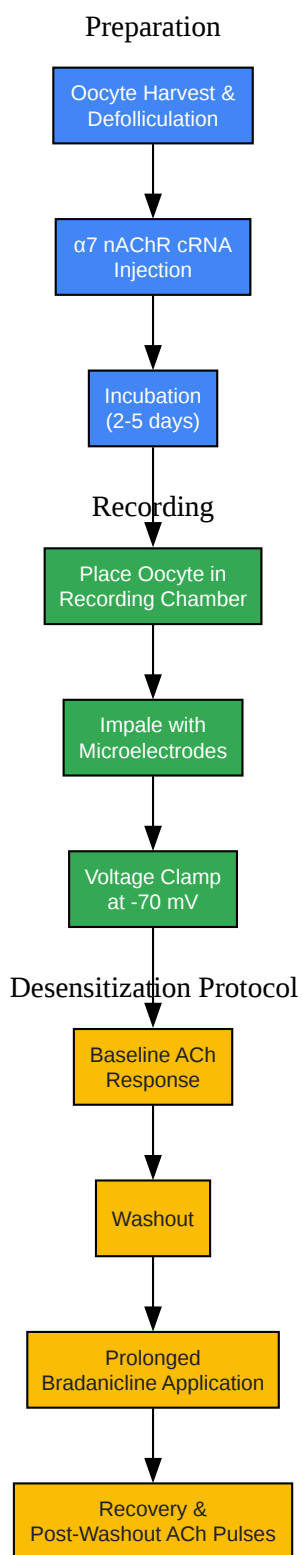 Preparation
Oocyte Harvest &
Defolliculation
α7 nAChR cRNA
Injection
Incubation
(2-5 days)
Recording
Place Oocyte in
Recording Chamber
Impale with
Microelectrodes
Voltage Clamp
at -70 mV
Desensitization Protocol
Baseline ACh
Response
Washout
Prolonged
Bradanicline Application
Recovery &
Post-Washout ACh Pulses